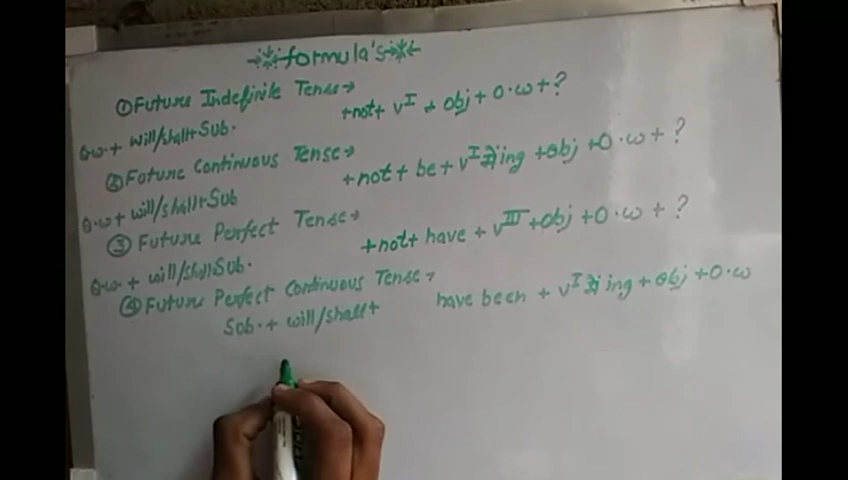 formula's
① Future Indefinite Tense→
Q.w.+ will/shall+Sub. +not+ vᴵ + obj + O.w + ?
② Future Continuous Tense→
Q.w + will/shall+Sub +not + be + vᴵ ing +obj +O.w + ?
③ Future Perfect Tense→
Q.w + will/shall+Sub. +not+ have + vᴵᴵᴵ +obj +O.w + ?
④ Future Perfect Continuous Tense→
Sub.+ will/shall+ have been + vᴵ ing + obj +O.w